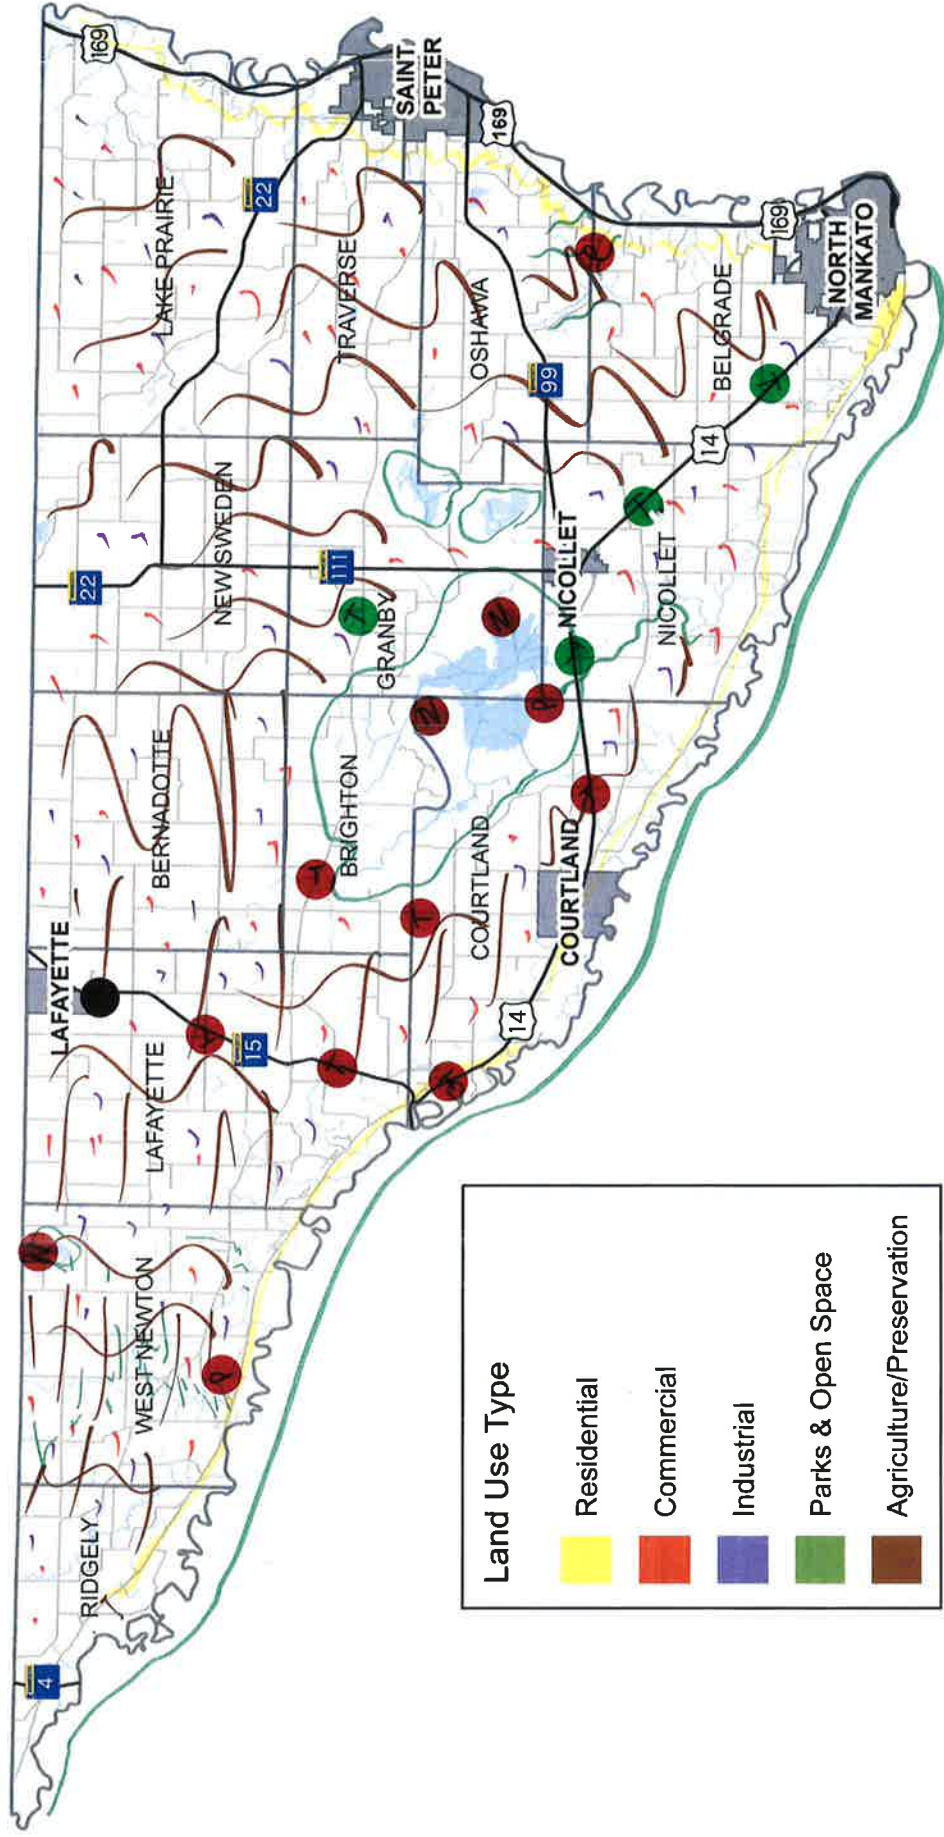 4
N
LAFAYETTE
22
169
RIDGELY
WEST NEWTON
LAFAYETTE
BERNADOTTE
NEW SWEDEN
LAKE PRAIRIE
P
15
22
T
BRIGHTON
T
GRANBY
111
TRAVERSE
SAINT
PETER
T
COURTLAND
N
N
OSHAWA
169
14
COURTLAND
P
NICOLLET
99
P
T
NICOLLET
14
BELGRADE
169
NORTH
MANKATO
Land Use Type
Residential
Commercial
Industrial
Parks & Open Space
Agriculture/Preservation